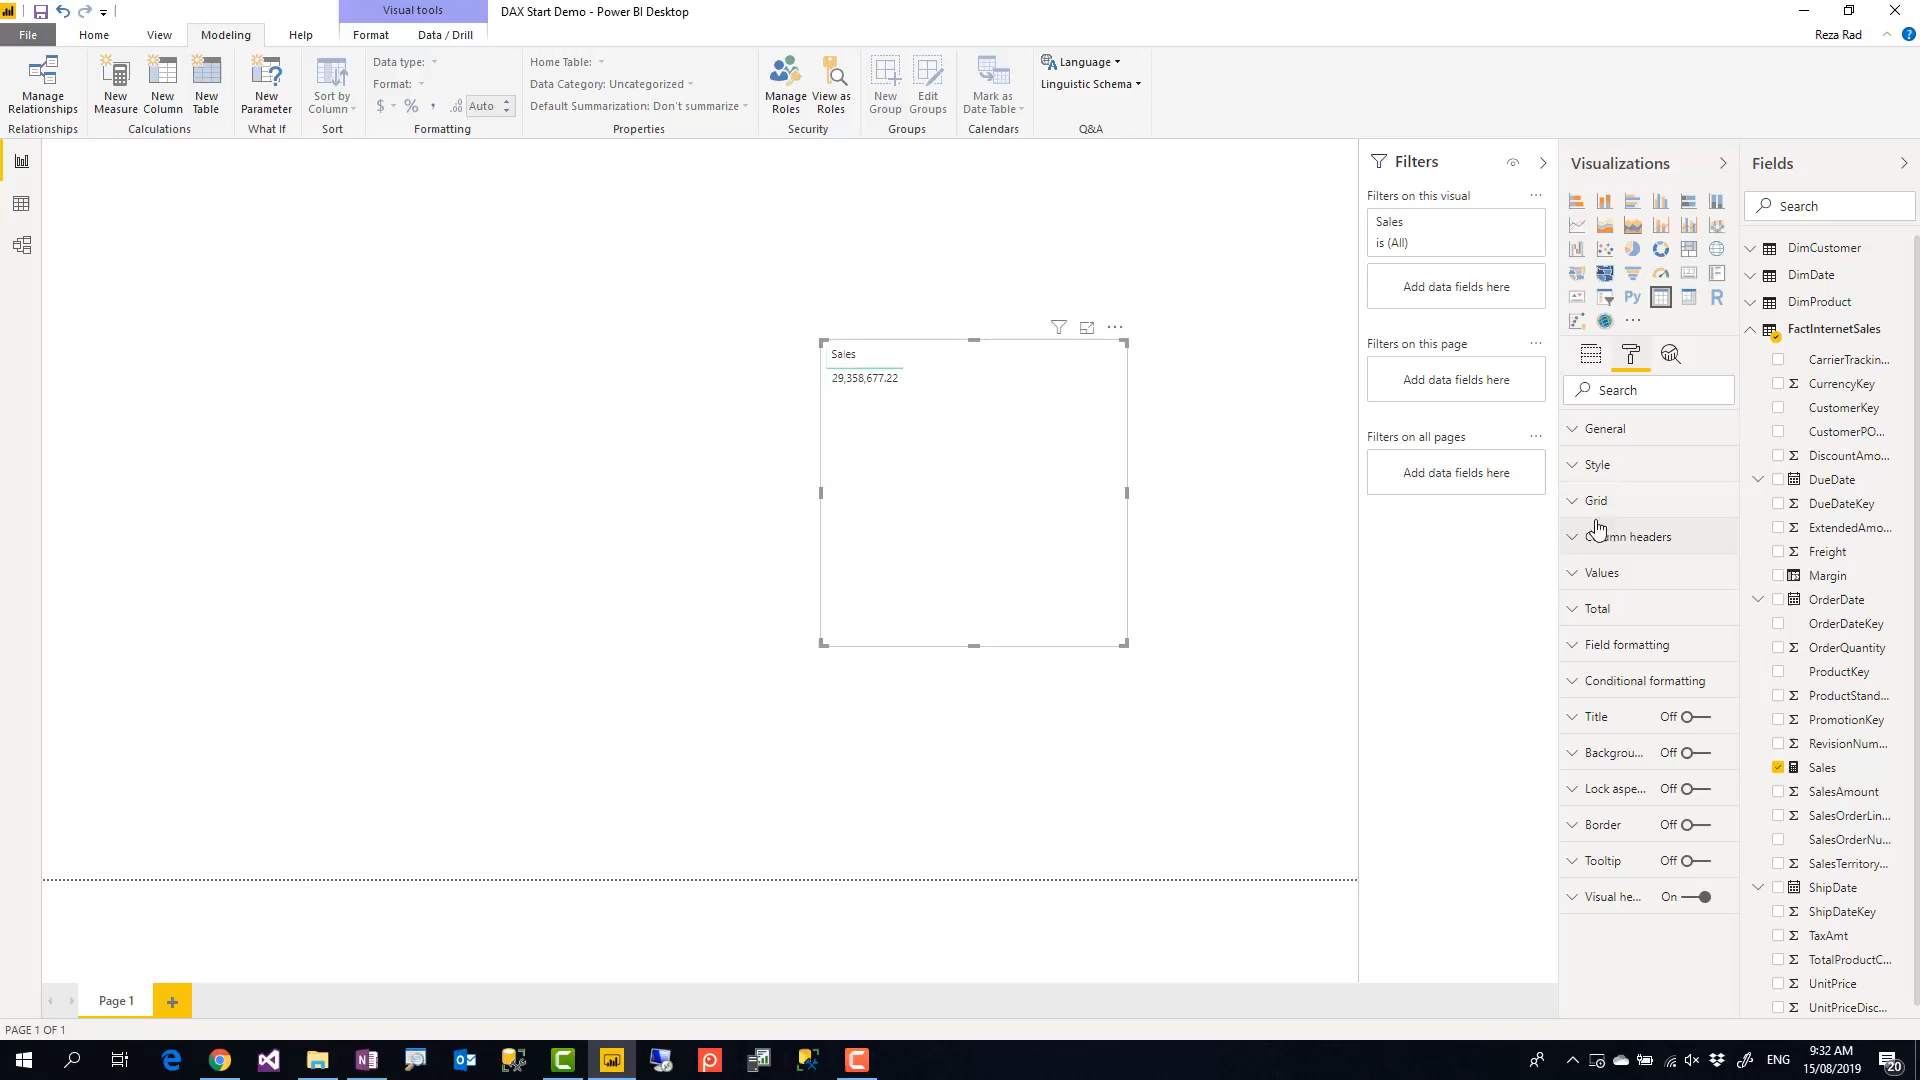 Visual tools
DAX Start Demo - Power BI Desktop
File
Home
View
Modeling
Help
Format
Data / Drill
Reza Rad
Manage Relationships
New Measure
New Column
New Table
New Parameter
Sort by Column
Data type:
Format:
$
%
,
Auto
Home Table:
Data Category: Uncategorized
Default Summarization: Don't summarize
Manage Roles
View as Roles
New Group
Edit Groups
Mark as Date Table
Language
Linguistic Schema
Relationships
Calculations
What If
Sort
Formatting
Properties
Security
Groups
Calendars
Q&A
Sales
29,358,677.22
Filters
Filters on this visual
Sales
is (All)
Add data fields here
Filters on this page
Add data fields here
Filters on all pages
Add data fields here
Visualizations
Py
R
Search
General
Style
Grid
Column headers
Values
Total
Field formatting
Conditional formatting
Title Off
Backgrou... Off
Lock aspe... Off
Border Off
Tooltip Off
Visual he... On
Fields
Search
DimCustomer
DimDate
DimProduct
FactInternetSales
CarrierTrackin...
CurrencyKey
CustomerKey
CustomerPO...
DiscountAmo...
DueDate
DueDateKey
ExtendedAmo...
Freight
Margin
OrderDate
OrderDateKey
OrderQuantity
ProductKey
ProductStand...
PromotionKey
RevisionNum...
Sales
SalesAmount
SalesOrderLin...
SalesOrderNu...
SalesTerritory...
ShipDate
ShipDateKey
TaxAmt
TotalProductC...
UnitPrice
UnitPriceDisc...
Page 1
PAGE 1 OF 1
ENG
9:32 AM
15/08/2019
20